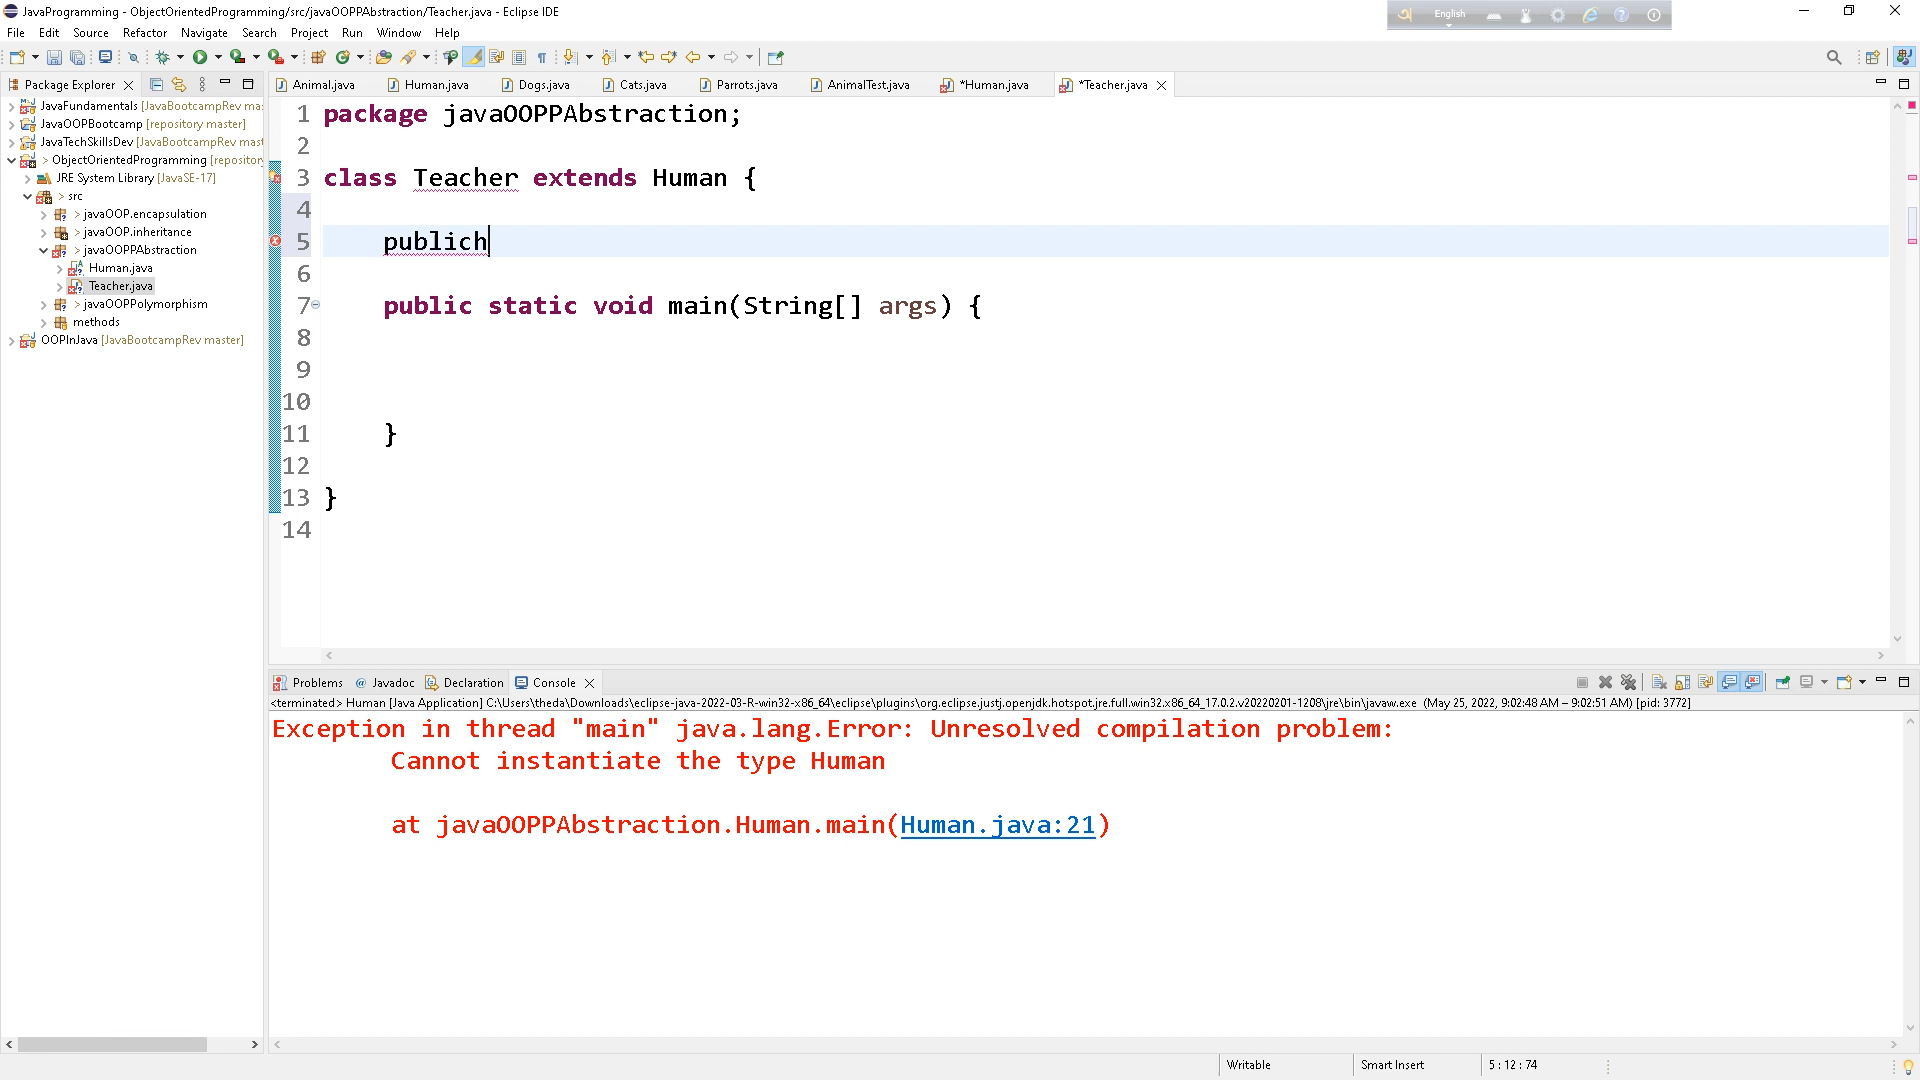 JavaProgramming - ObjectOrientedProgramming/src/javaOOPPAbstraction/Teacher.java - Eclipse IDE
English
File Edit Source Refactor Navigate Search Project Run Window Help
Package Explorer
Animal.java Human.java Dogs.java Cats.java Parrots.java AnimalTest.java *Human.java *Teacher.java
JavaFundamentals [JavaBootcampRev mas
JavaOOPBootcamp [repository master]
JavaTechSkillsDev [JavaBootcampRev mast
> ObjectOrientedProgramming [repository
JRE System Library [JavaSE-17]
> src
> javaOOP.encapsulation
> javaOOP.inheritance
> javaOOPPAbstraction
Human.java
Teacher.java
> javaOOPPolymorphism
methods
OOPInJava [JavaBootcampRev master]
1 package javaOOPPAbstraction;
2
3 class Teacher extends Human {
4
5 publich
6
7 public static void main(String[] args) {
8
9
10
11 }
12
13 }
14
Problems @ Javadoc Declaration Console
<terminated> Human [Java Application] C:\Users\theda\Downloads\eclipse-java-2022-03-R-win32-x86_64\eclipse\plugins\org.eclipse.justj.openjdk.hotspot.jre.full.win32.x86_64_17.0.2.v20220201-1208\jre\bin\javaw.exe (May 25, 2022, 9:02:48 AM – 9:02:51 AM) [pid: 3772]
Exception in thread "main" java.lang.Error: Unresolved compilation problem:
Cannot instantiate the type Human
at javaOOPPAbstraction.Human.main(Human.java:21)
Writable Smart Insert 5 : 12 : 74